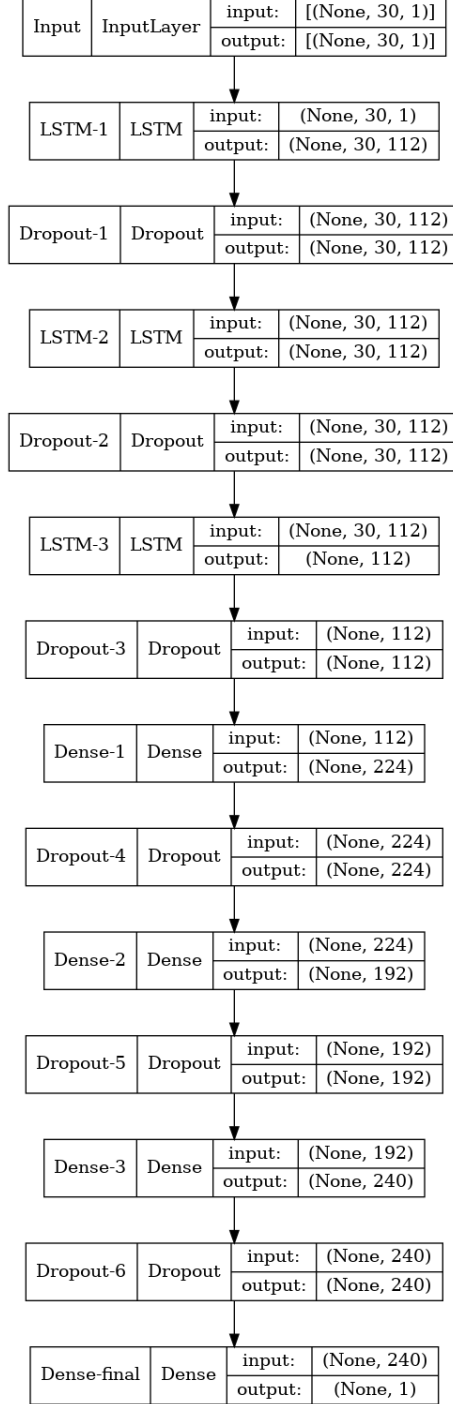 Input InputLayer input: [(None, 30, 1)]
output: [(None, 30, 1)]
LSTM-1 LSTM input: (None, 30, 1)
output: (None, 30, 112)
Dropout-1 Dropout input: (None, 30, 112)
output: (None, 30, 112)
LSTM-2 LSTM input: (None, 30, 112)
output: (None, 30, 112)
Dropout-2 Dropout input: (None, 30, 112)
output: (None, 30, 112)
LSTM-3 LSTM input: (None, 30, 112)
output: (None, 112)
Dropout-3 Dropout input: (None, 112)
output: (None, 112)
Dense-1 Dense input: (None, 112)
output: (None, 224)
Dropout-4 Dropout input: (None, 224)
output: (None, 224)
Dense-2 Dense input: (None, 224)
output: (None, 192)
Dropout-5 Dropout input: (None, 192)
output: (None, 192)
Dense-3 Dense input: (None, 192)
output: (None, 240)
Dropout-6 Dropout input: (None, 240)
output: (None, 240)
Dense-final Dense input: (None, 240)
output: (None, 1)